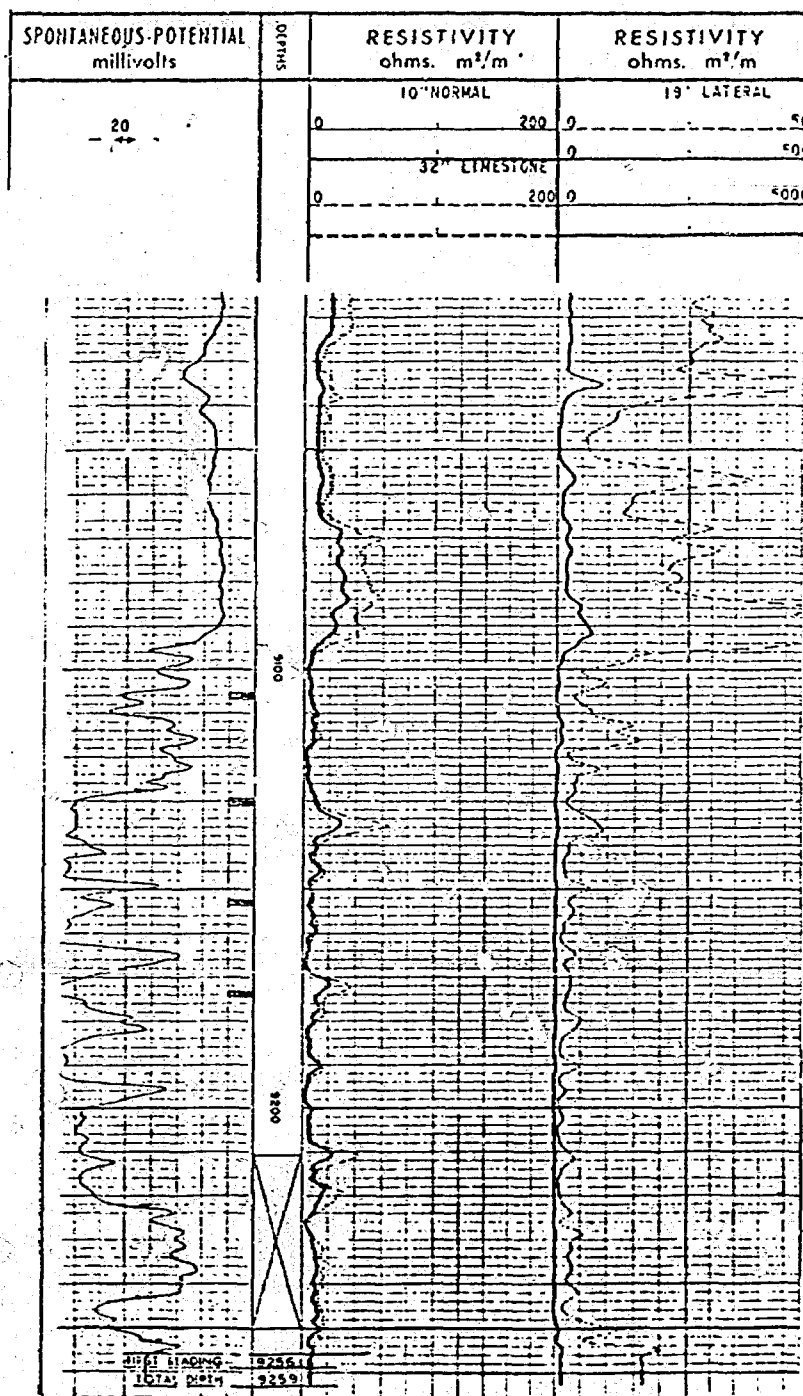 SPONTANEOUS-POTENTIAL
millivolts
DEPTHS
RESISTIVITY
ohms. m²/m
RESISTIVITY
ohms. m²/m
10" NORMAL
19' LATERAL
20
0 200
0
0
32" LIMESTONE
0 200
0 5000
9100
9200
FIRST READING 9256
TOTAL DEPTH 9259